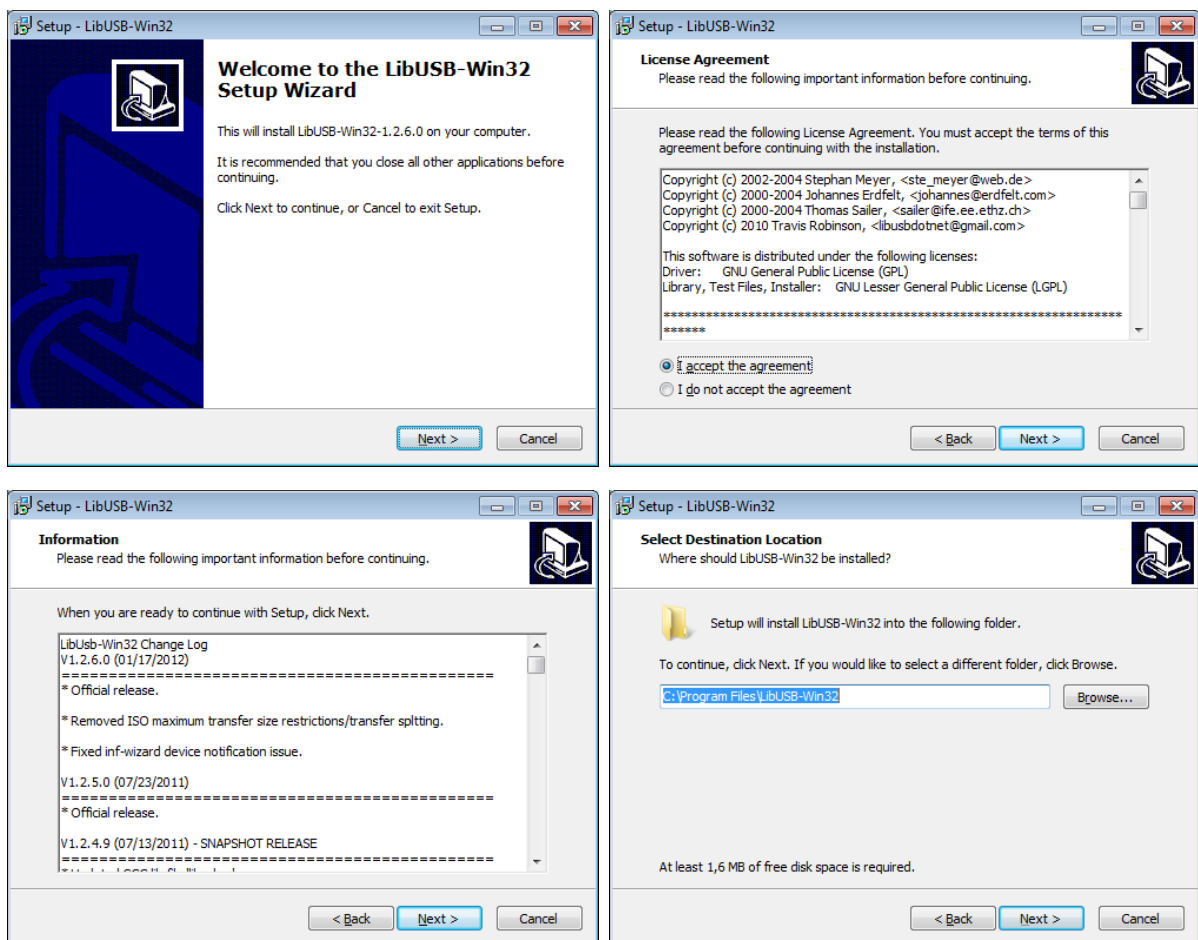 Setup - LibUSB-Win32
Welcome to the LibUSB-Win32
Setup Wizard
This will install LibUSB-Win32-1.2.6.0 on your computer.
It is recommended that you close all other applications before
continuing.
Click Next to continue, or Cancel to exit Setup.
Next >
Cancel
Setup - LibUSB-Win32
License Agreement
Please read the following important information before continuing.
Please read the following License Agreement. You must accept the terms of this
agreement before continuing with the installation.
Copyright (c) 2002-2004 Stephan Meyer, <ste_meyer@web.de>
Copyright (c) 2000-2004 Johannes Erdfelt, <johannes@erdfelt.com>
Copyright (c) 2000-2004 Thomas Sailer, <sailer@ife.ee.ethz.ch>
Copyright (c) 2010 Travis Robinson, <libusbdotnet@gmail.com>
This software is distributed under the following licenses:
Driver: GNU General Public License (GPL)
Library, Test Files, Installer: GNU Lesser General Public License (LGPL)
*****************************************************************
******
I accept the agreement
I do not accept the agreement
< Back
Next >
Cancel
Setup - LibUSB-Win32
Information
Please read the following important information before continuing.
When you are ready to continue with Setup, click Next.
LibUsb-Win32 Change Log
V1.2.6.0 (01/17/2012)
==================================================
* Official release.
* Removed ISO maximum transfer size restrictions/transfer spltting.
* Fixed inf-wizard device notification issue.
V1.2.5.0 (07/23/2011)
==================================================
* Official release.
V1.2.4.9 (07/13/2011) - SNAPSHOT RELEASE
==================================================
< Back
Next >
Cancel
Setup - LibUSB-Win32
Select Destination Location
Where should LibUSB-Win32 be installed?
Setup will install LibUSB-Win32 into the following folder.
To continue, click Next. If you would like to select a different folder, click Browse.
C:\Program Files\LibUSB-Win32
Browse...
At least 1,6 MB of free disk space is required.
< Back
Next >
Cancel